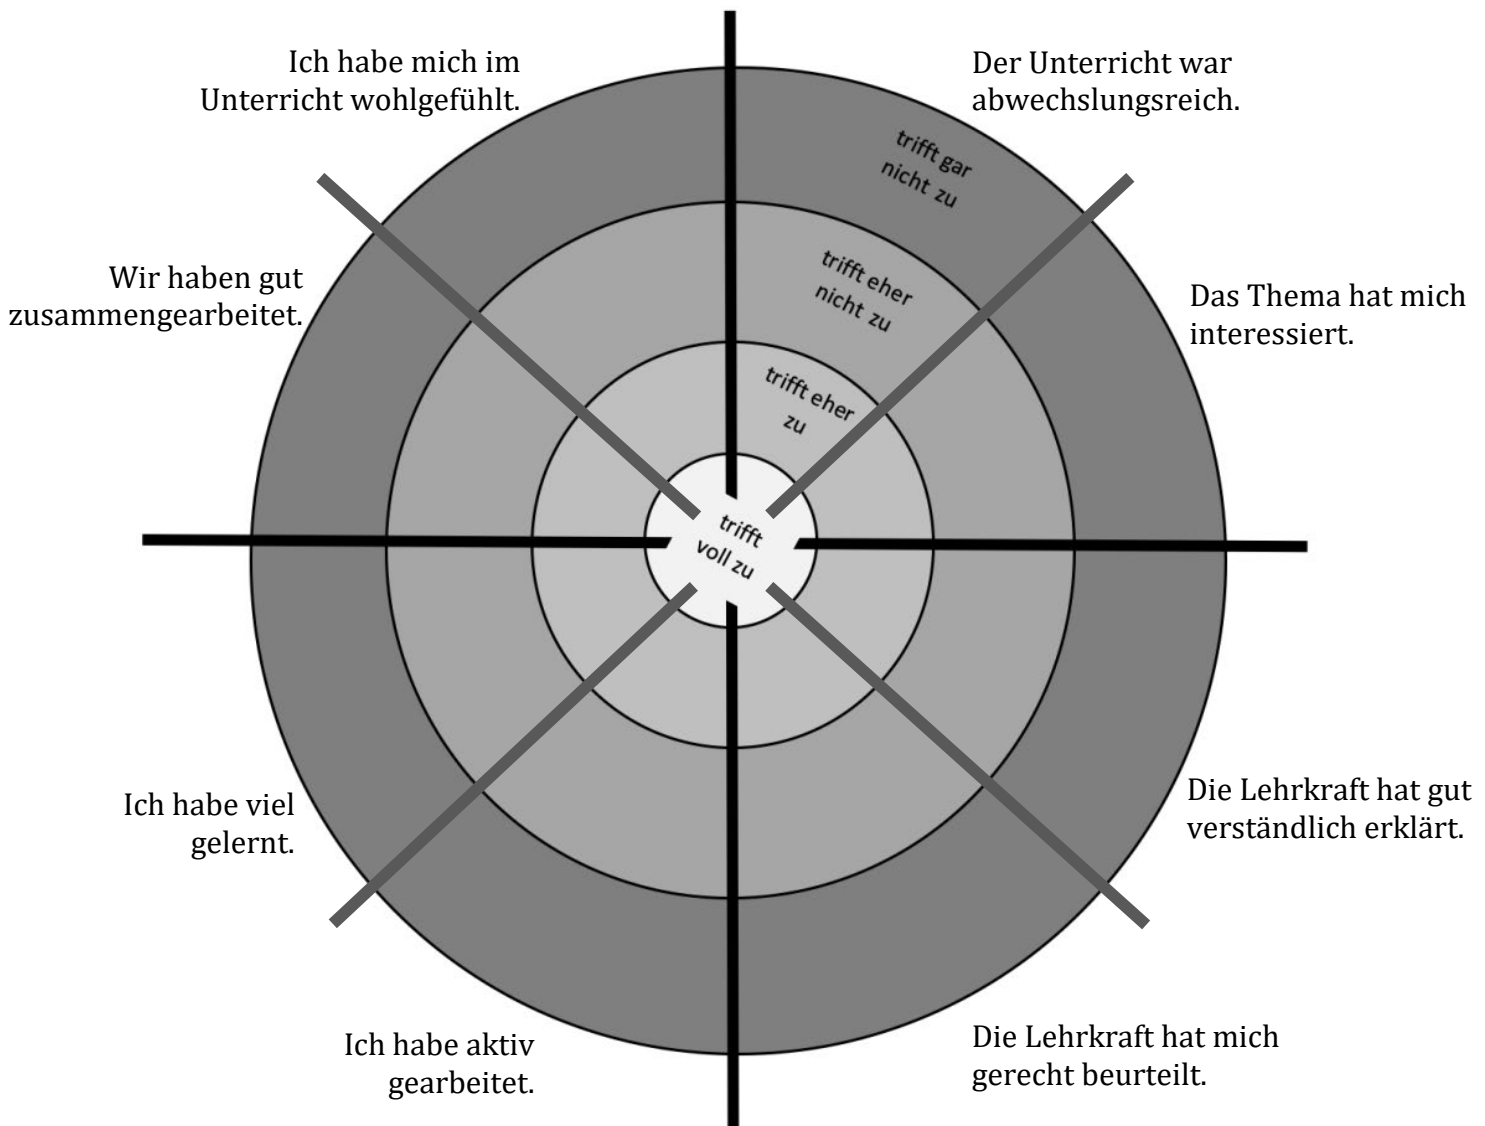 Ich habe mich im
Unterricht wohlgefühlt.
Der Unterricht war
abwechslungsreich.
trifft gar
nicht zu
Wir haben gut
zusammengearbeitet.
trifft eher
nicht zu
Das Thema hat mich
interessiert.
trifft eher
zu
trifft
voll zu
Ich habe viel
gelernt.
Die Lehrkraft hat gut
verständlich erklärt.
Ich habe aktiv
gearbeitet.
Die Lehrkraft hat mich
gerecht beurteilt.